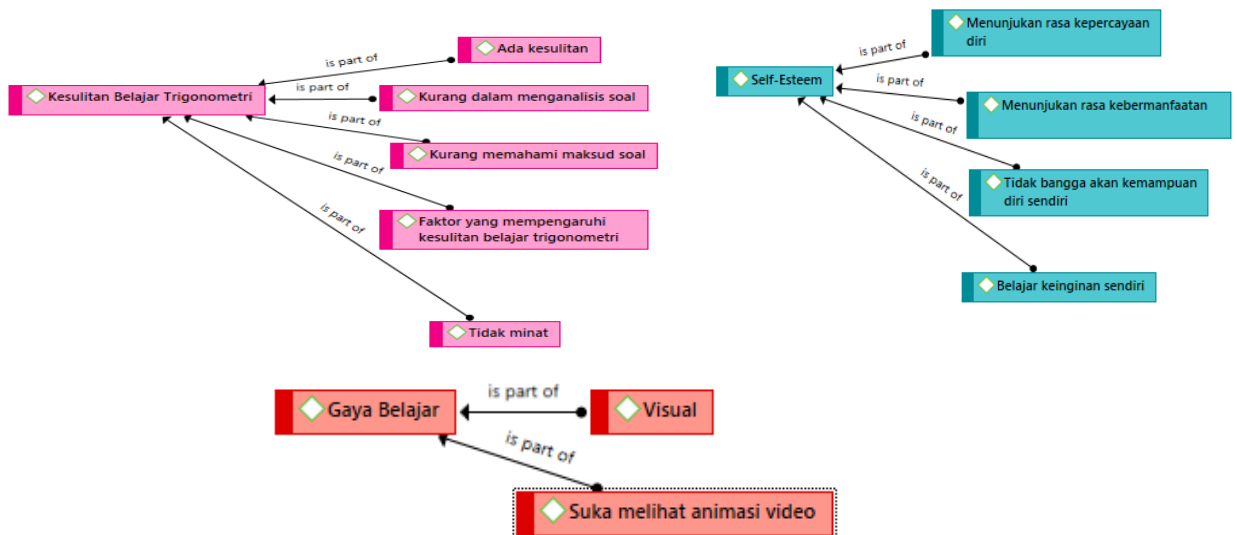 Kesulitan Belajar Trigonometri
is part of
Ada kesulitan
is part of
Kurang dalam menganalisis soal
is part of
Kurang memahami maksud soal
is part of
Faktor yang mempengaruhi
kesulitan belajar trigonometri
is part of
Tidak minat
Self-Esteem
is part of
Menunjukan rasa kepercayaan
diri
is part of
Menunjukan rasa kebermanfaatan
is part of
Tidak bangga akan kemampuan
diri sendiri
is part of
Belajar keinginan sendiri
Gaya Belajar
is part of
Visual
is part of
Suka melihat animasi video